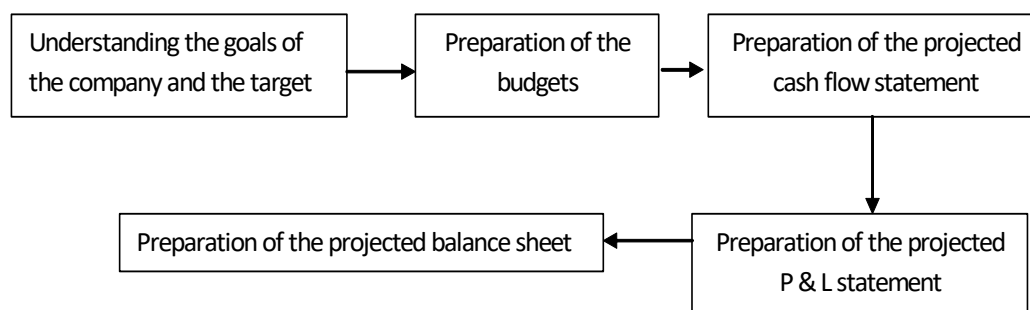 Understanding the goals of
the company and the target
Preparation of the
budgets
Preparation of the projected
cash flow statement
Preparation of the projected
P & L statement
Preparation of the projected balance sheet